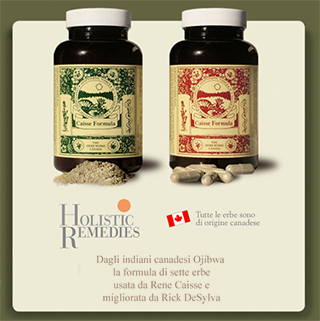 Caisse Formula
Caisse Formula
HOLISTIC
REMEDIES
Tutte le erbe sono
di origine canadese
Dagli indiani canadesi Ojibwa
la formula di sette erbe
usata da Rene Caisse e
migliorata da Rick DeSylva